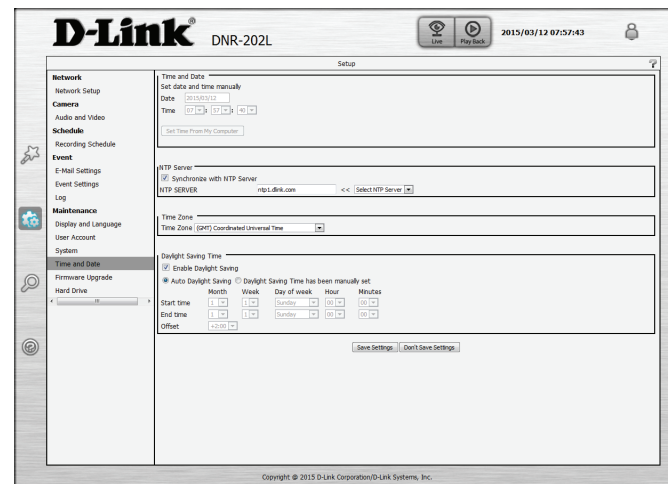 D-Link®
DNR-202L
Live
Play Back
2015/03/12 07:57:43
Setup
?
Network
Network Setup
Camera
Audio and Video
Schedule
Recording Schedule
Event
E-Mail Settings
Event Settings
Log
Maintenance
Display and Language
User Account
System
Time and Date
Firmware Upgrade
Hard Drive
Time and Date
Set date and time manually
Date 2015/03/12
Time 07 : 57 : 40
Set Time From My Computer
NTP Server
Synchronize with NTP Server
NTP SERVER ntp1.dlink.com << Select NTP Server
Time Zone
Time Zone (GMT) Coordinated Universal Time
Daylight Saving Time
Enable Daylight Saving
Auto Daylight Saving Daylight Saving Time has been manually set
Month Week Day of week Hour Minutes
Start time 1 1 Sunday 00 00
End time 1 1 Sunday 00 00
Offset +2:00
Save Settings Don't Save Settings
Copyright @ 2015 D-Link Corporation/D-Link Systems, Inc.